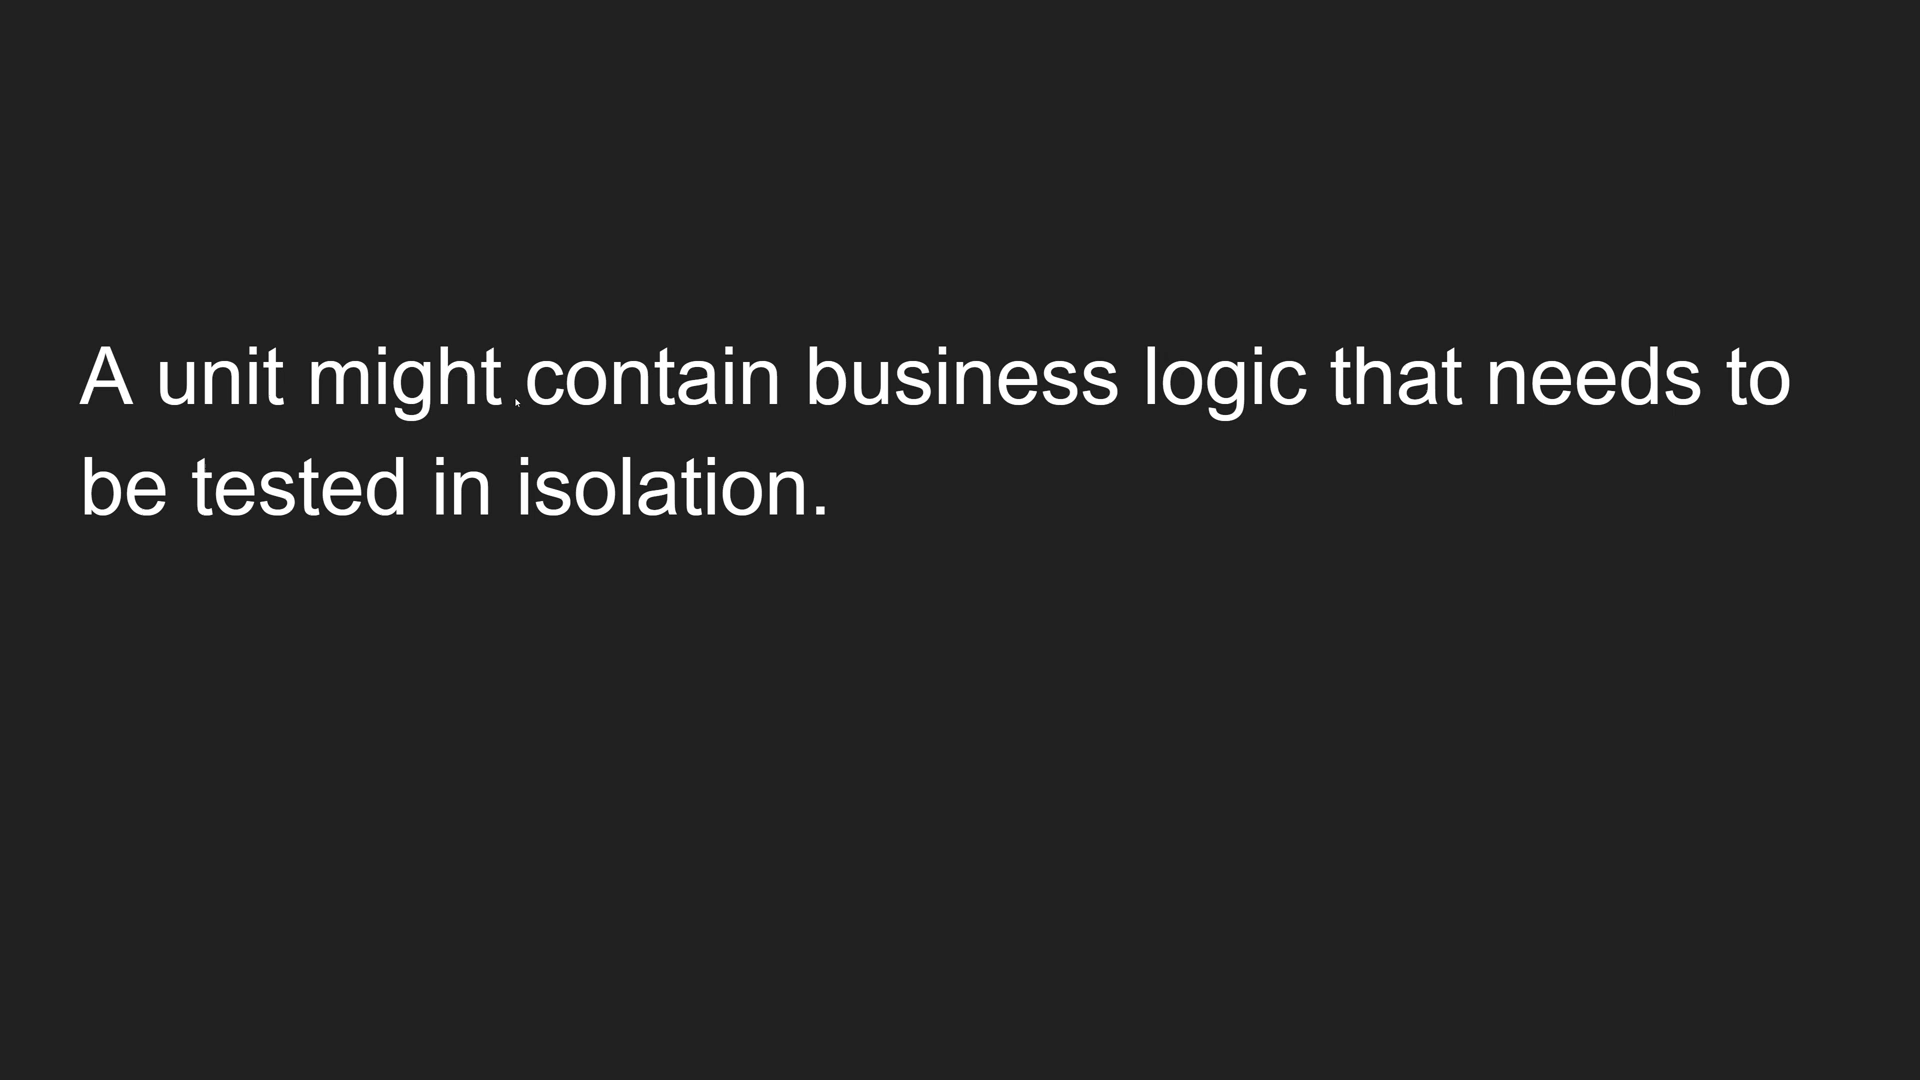 A unit might contain business logic that needs to
be tested in isolation.